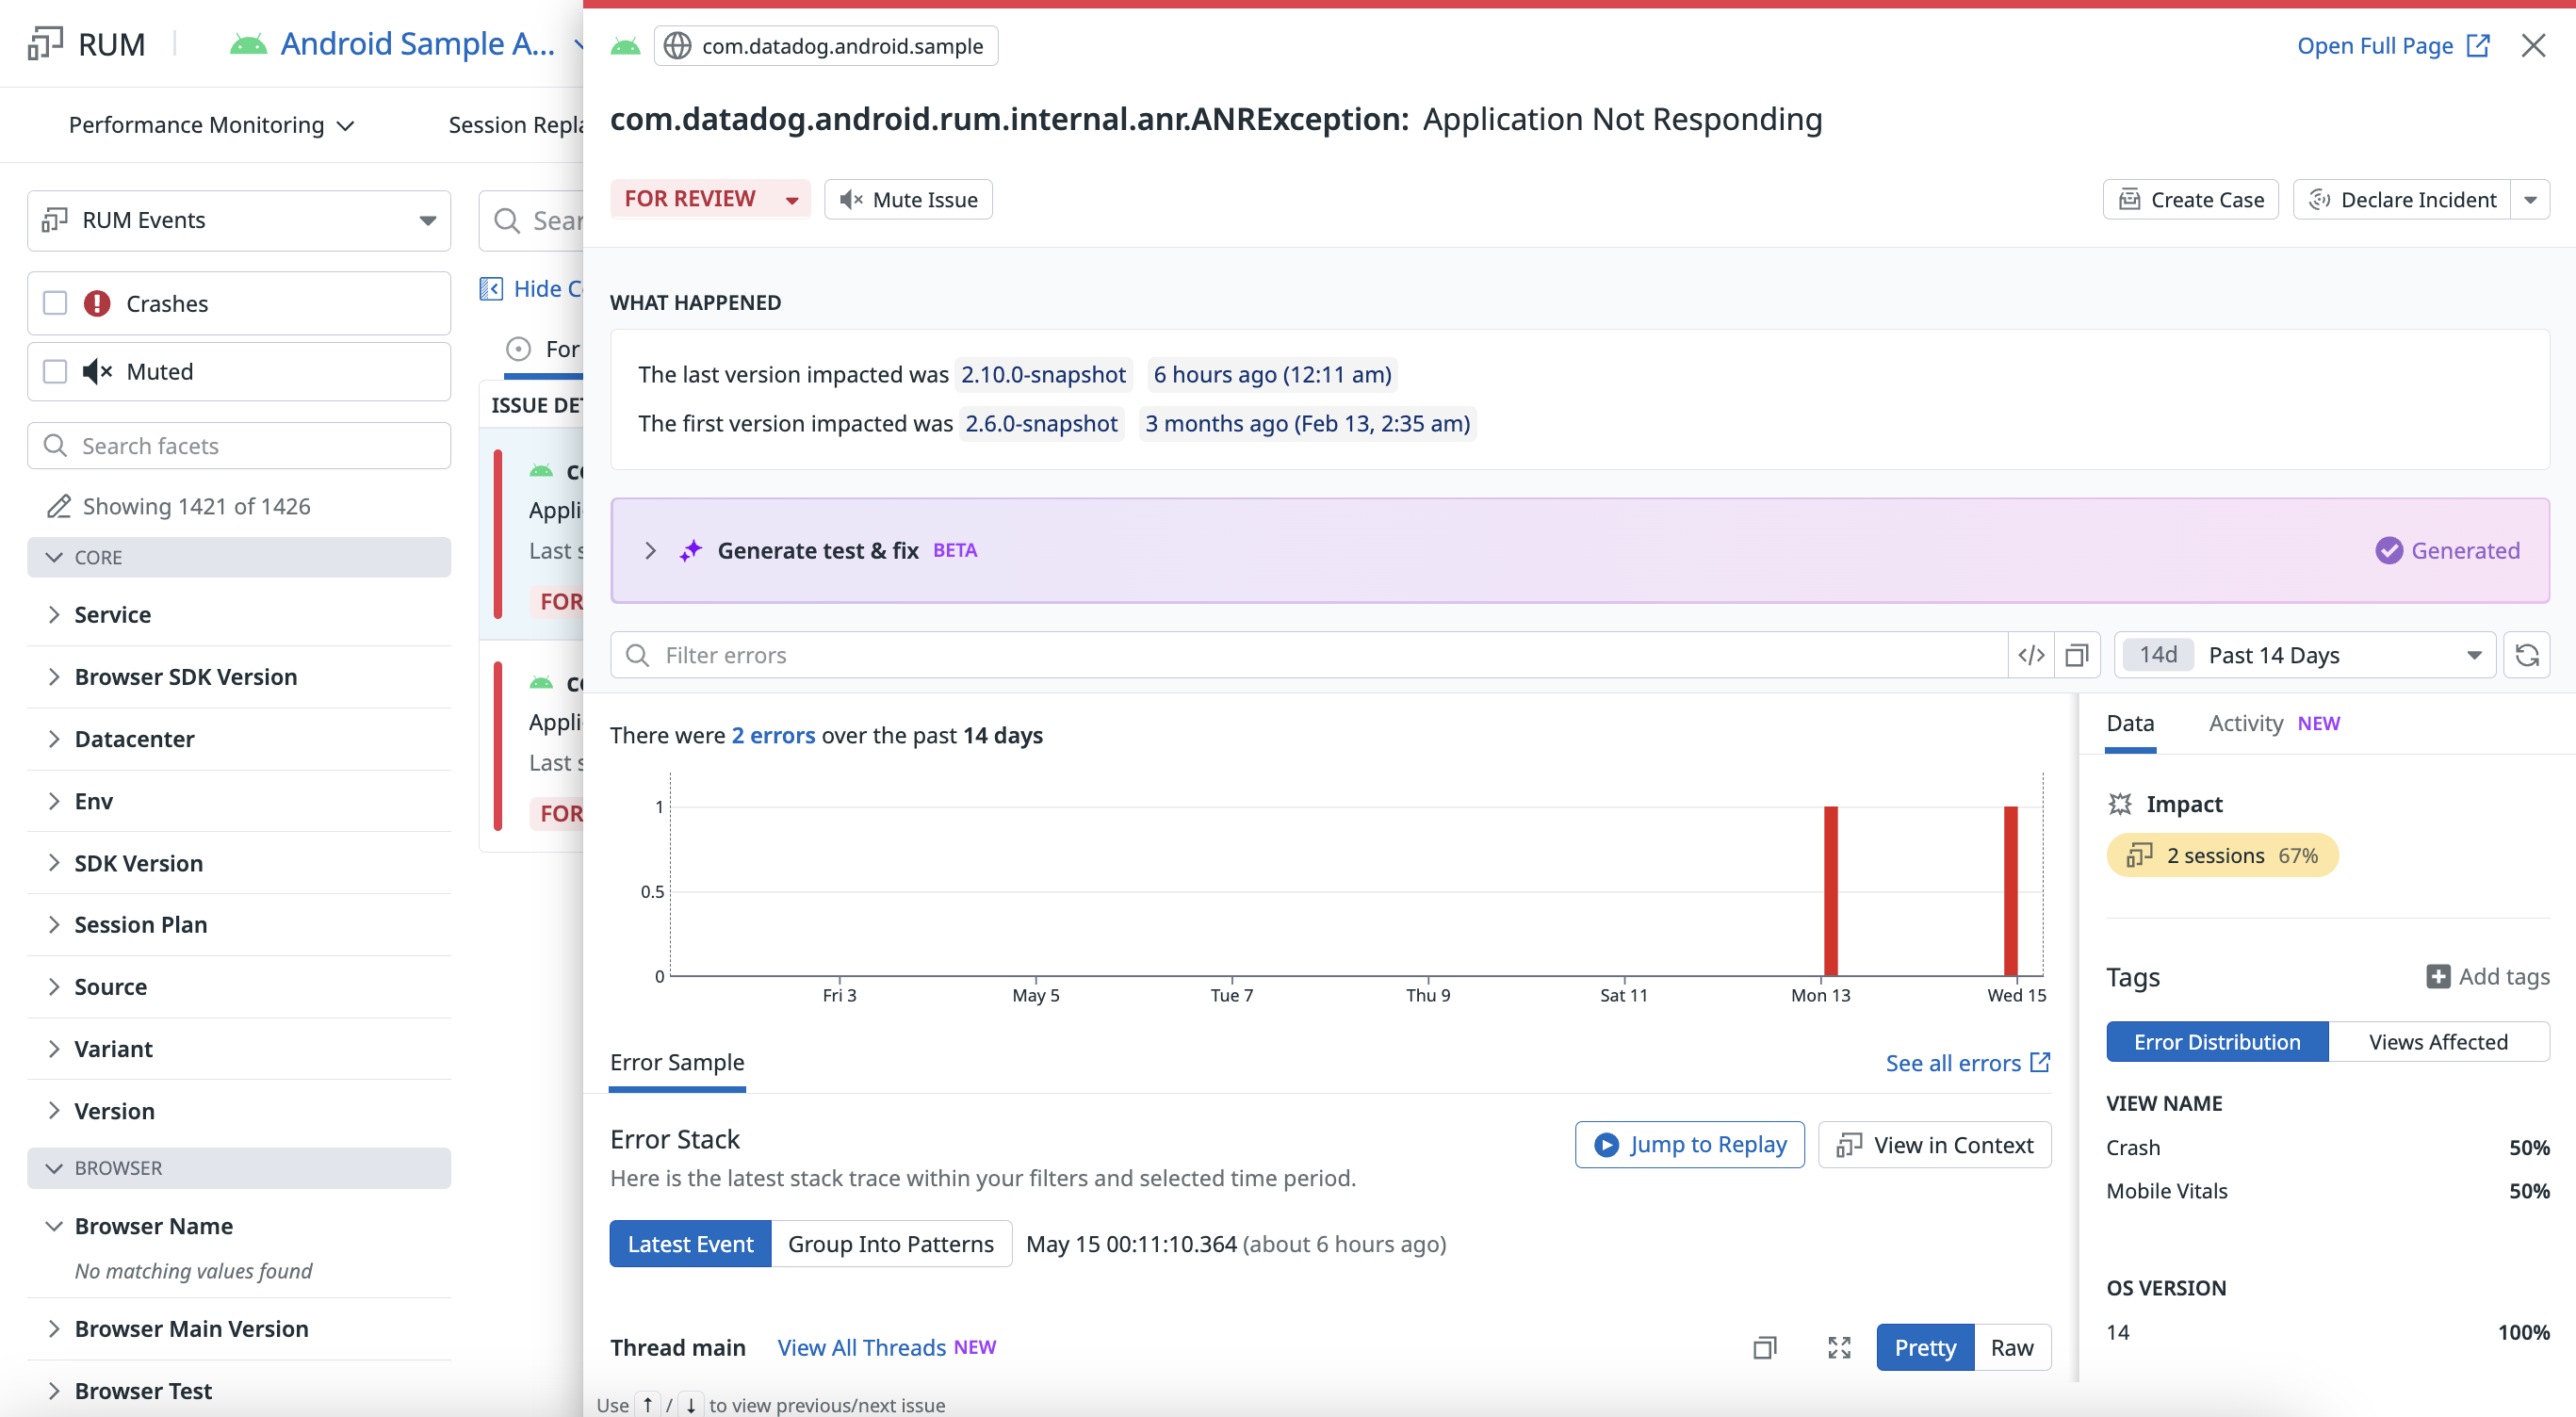 RUM
Android Sample A...
Performance Monitoring
Session Repla
RUM Events
Sear
Crashes
Muted
Search facets
Showing 1421 of 1426
CORE
Service
Browser SDK Version
Datacenter
Env
SDK Version
Session Plan
Source
Variant
Version
BROWSER
Browser Name
No matching values found
Browser Main Version
Browser Test
Hide C
For
ISSUE DET
Appli
Last s
FOR
Appli
Last s
FOR
com.datadog.android.sample
Open Full Page
com.datadog.android.rum.internal.anr.ANRException: Application Not Responding
FOR REVIEW
Mute Issue
Create Case
Declare Incident
WHAT HAPPENED
The last version impacted was 2.10.0-snapshot 6 hours ago (12:11 am)
The first version impacted was 2.6.0-snapshot 3 months ago (Feb 13, 2:35 am)
Generate test & fix BETA
Generated
Filter errors
</>
14d Past 14 Days
There were 2 errors over the past 14 days
1
0.5
0
Fri 3
May 5
Tue 7
Thu 9
Sat 11
Mon 13
Wed 15
Error Sample
See all errors
Error Stack
Here is the latest stack trace within your filters and selected time period.
Jump to Replay
View in Context
Latest Event
Group Into Patterns
May 15 00:11:10.364 (about 6 hours ago)
Thread main
View All Threads NEW
Pretty
Raw
Use ↑ / ↓ to view previous/next issue
Data
Activity NEW
Impact
2 sessions 67%
Tags
Add tags
Error Distribution
Views Affected
VIEW NAME
Crash 50%
Mobile Vitals 50%
OS VERSION
14 100%